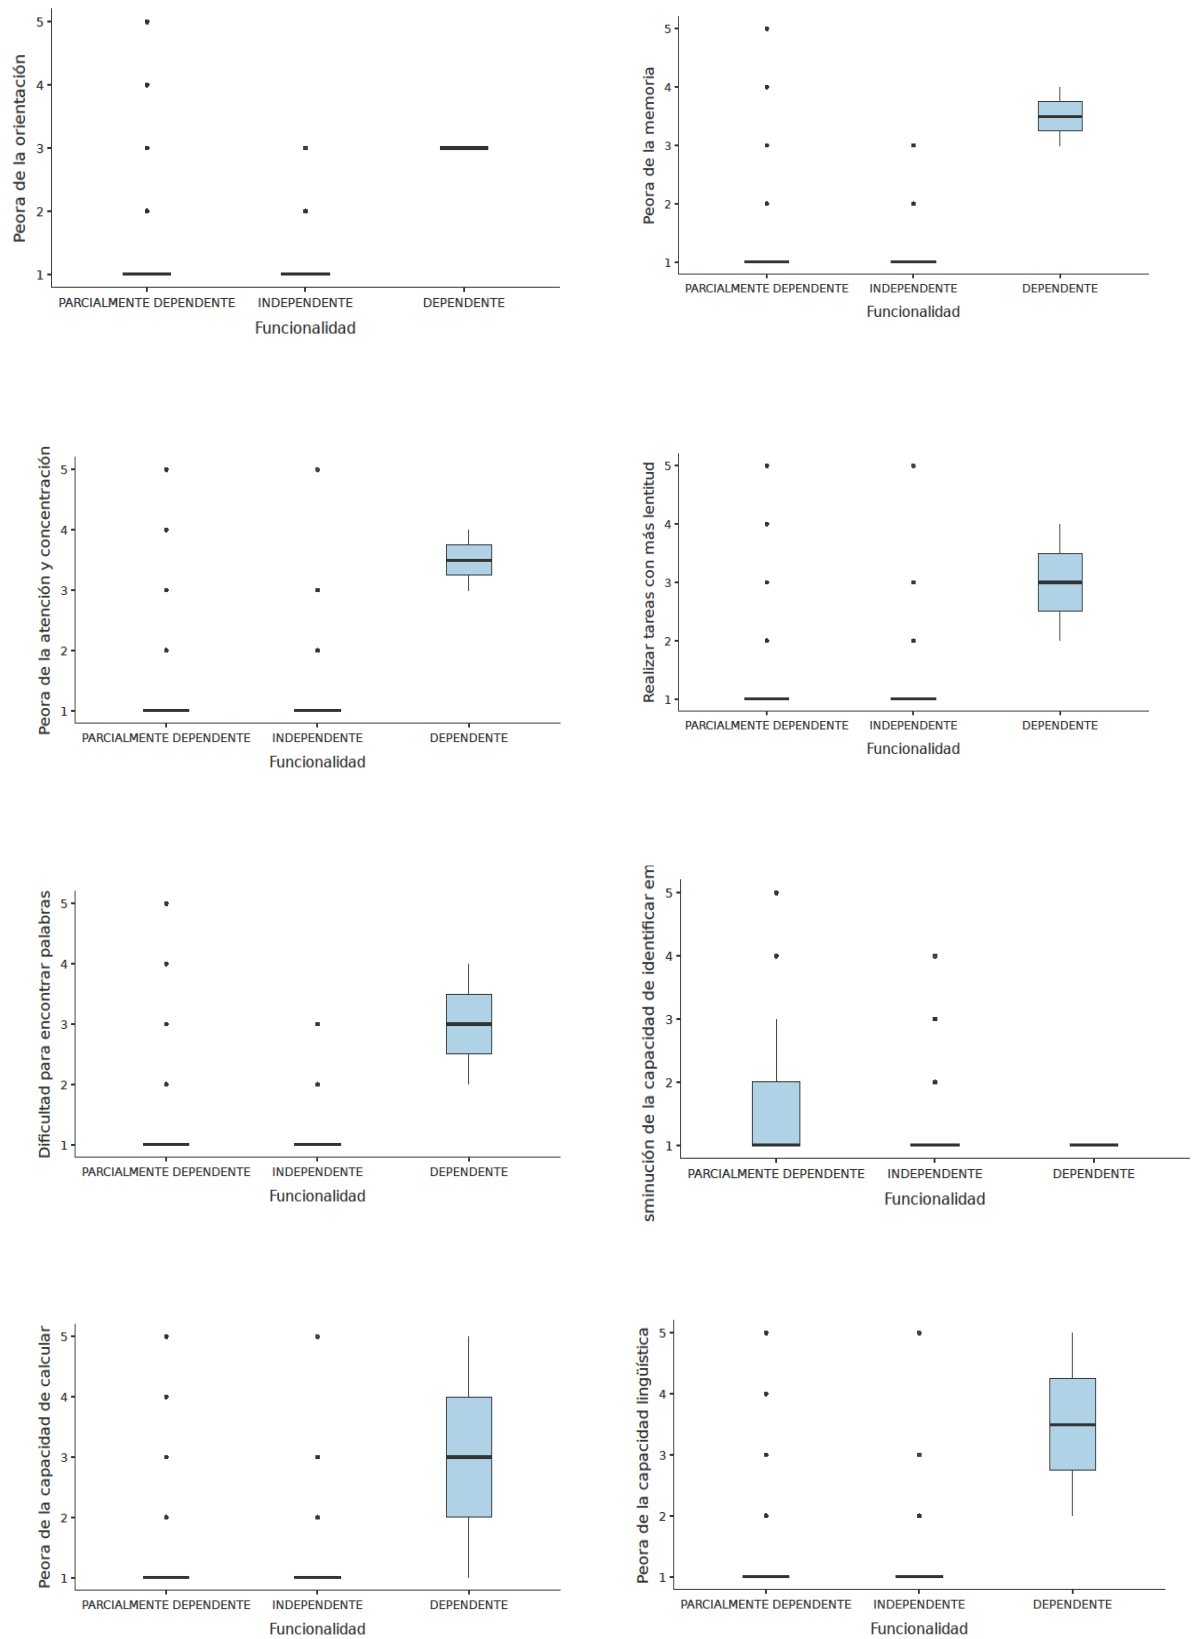 Peora de la orientación
5
4
3
2
1
PARCIALMENTE DEPENDENTE INDEPENDENTE DEPENDENTE
Funcionalidad
Peora de la memoria
5
4
3
2
1
PARCIALMENTE DEPENDENTE INDEPENDENTE DEPENDENTE
Funcionalidad
Peora de la atención y concentración
5
4
3
2
1
PARCIALMENTE DEPENDENTE INDEPENDENTE DEPENDENTE
Funcionalidad
Realizar tareas con más lentitud
5
4
3
2
1
PARCIALMENTE DEPENDENTE INDEPENDENTE DEPENDENTE
Funcionalidad
Dificultad para encontrar palabras
5
4
3
2
1
PARCIALMENTE DEPENDENTE INDEPENDENTE DEPENDENTE
Funcionalidad
sminución de la capacidad de identificar em
5
4
3
2
1
PARCIALMENTE DEPENDENTE INDEPENDENTE DEPENDENTE
Funcionalidad
Peora de la capacidad de calcular
5
4
3
2
1
PARCIALMENTE DEPENDENTE INDEPENDENTE DEPENDENTE
Funcionalidad
Peora de la capacidad lingüística
5
4
3
2
1
PARCIALMENTE DEPENDENTE INDEPENDENTE DEPENDENTE
Funcionalidad